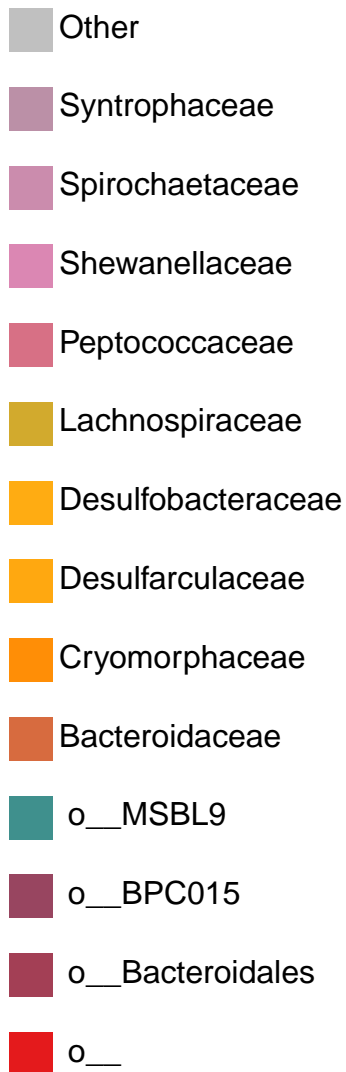 Other
Syntrophaceae
Spirochaetaceae
Shewanellaceae
Peptococcaceae
Lachnospiraceae
Desulfobacteraceae
Desulfarculaceae
Cryomorphaceae
Bacteroidaceae
o__MSBL9
o__BPC015
o__Bacteroidales
o__